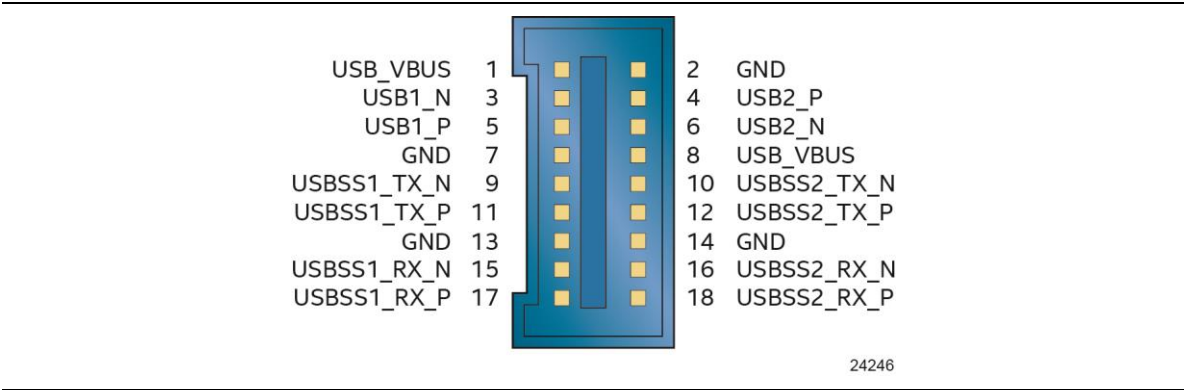 USB_VBUS 1 2 GND
USB1_N 3 4 USB2_P
USB1_P 5 6 USB2_N
GND 7 8 USB_VBUS
USBSS1_TX_N 9 10 USBSS2_TX_N
USBSS1_TX_P 11 12 USBSS2_TX_P
GND 13 14 GND
USBSS1_RX_N 15 16 USBSS2_RX_N
USBSS1_RX_P 17 18 USBSS2_RX_P
24246